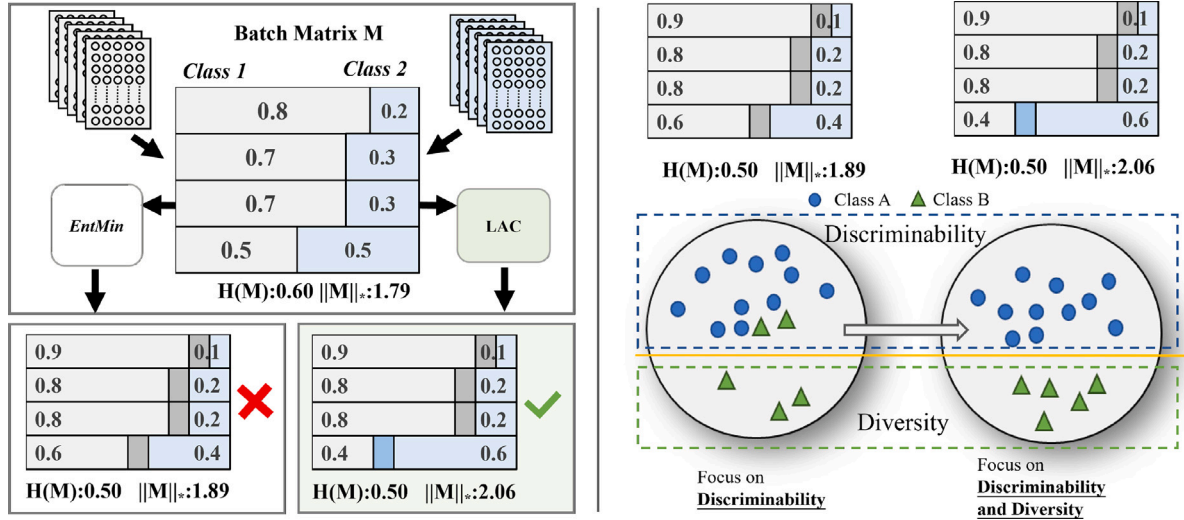 Batch Matrix M
Class 1 Class 2
0.8 0.2
0.7 0.3
0.7 0.3
0.5 0.5
H(M):0.60 ||M||*:1.79
EntMin
LAC
0.9 0.1
0.8 0.2
0.8 0.2
0.6 0.4
H(M):0.50 ||M||*:1.89
0.9 0.1
0.8 0.2
0.8 0.2
0.4 0.6
H(M):0.50 ||M||*:2.06
0.9 0.1
0.8 0.2
0.8 0.2
0.6 0.4
H(M):0.50 ||M||*:1.89
0.9 0.1
0.8 0.2
0.8 0.2
0.4 0.6
H(M):0.50 ||M||*:2.06
Class A Class B
Discriminability
Diversity
Focus on
Discriminability
Focus on
Discriminability
and Diversity